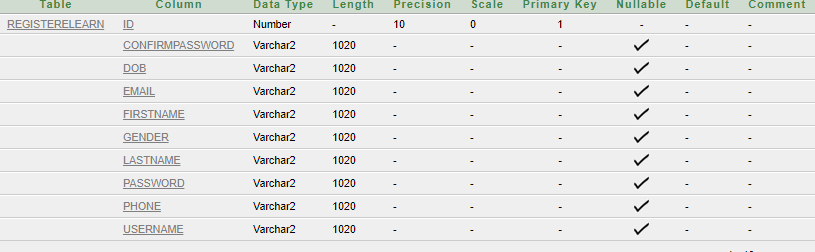 Table Column Data Type Length Precision Scale Primary Key Nullable Default Comment
REGISTERELEARN ID Number - 10 0 1 - - -
CONFIRMPASSWORD Varchar2 1020 - - - - -
DOB Varchar2 1020 - - - - -
EMAIL Varchar2 1020 - - - - -
FIRSTNAME Varchar2 1020 - - - - -
GENDER Varchar2 1020 - - - - -
LASTNAME Varchar2 1020 - - - - -
PASSWORD Varchar2 1020 - - - - -
PHONE Varchar2 1020 - - - - -
USERNAME Varchar2 1020 - - - - -